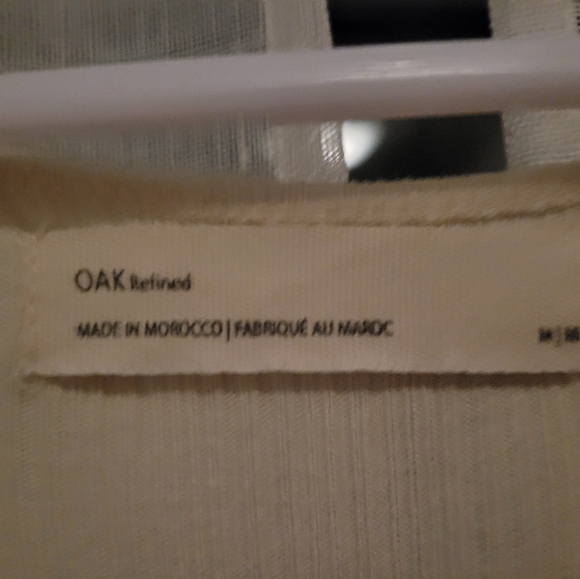 OAK Refined
MADE IN MOROCCO | FABRIQUÉ AU MAROC